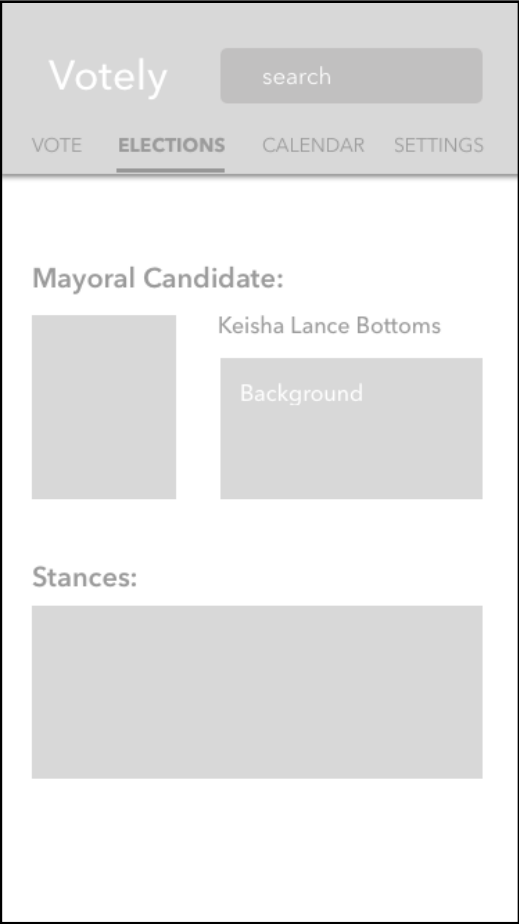 Votely
search
VOTE ELECTIONS CALENDAR SETTINGS
Mayoral Candidate:
Keisha Lance Bottoms
Background
Stances: